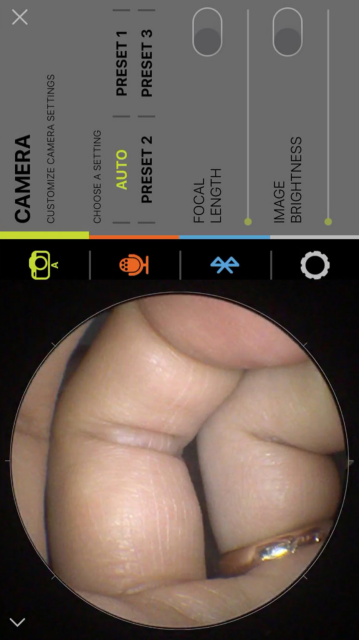 CAMERA
CUSTOMIZE CAMERA SETTINGS
CHOOSE A SETTING
AUTO
PRESET 1
PRESET 2
PRESET 3
FOCAL
LENGTH
IMAGE
BRIGHTNESS
A